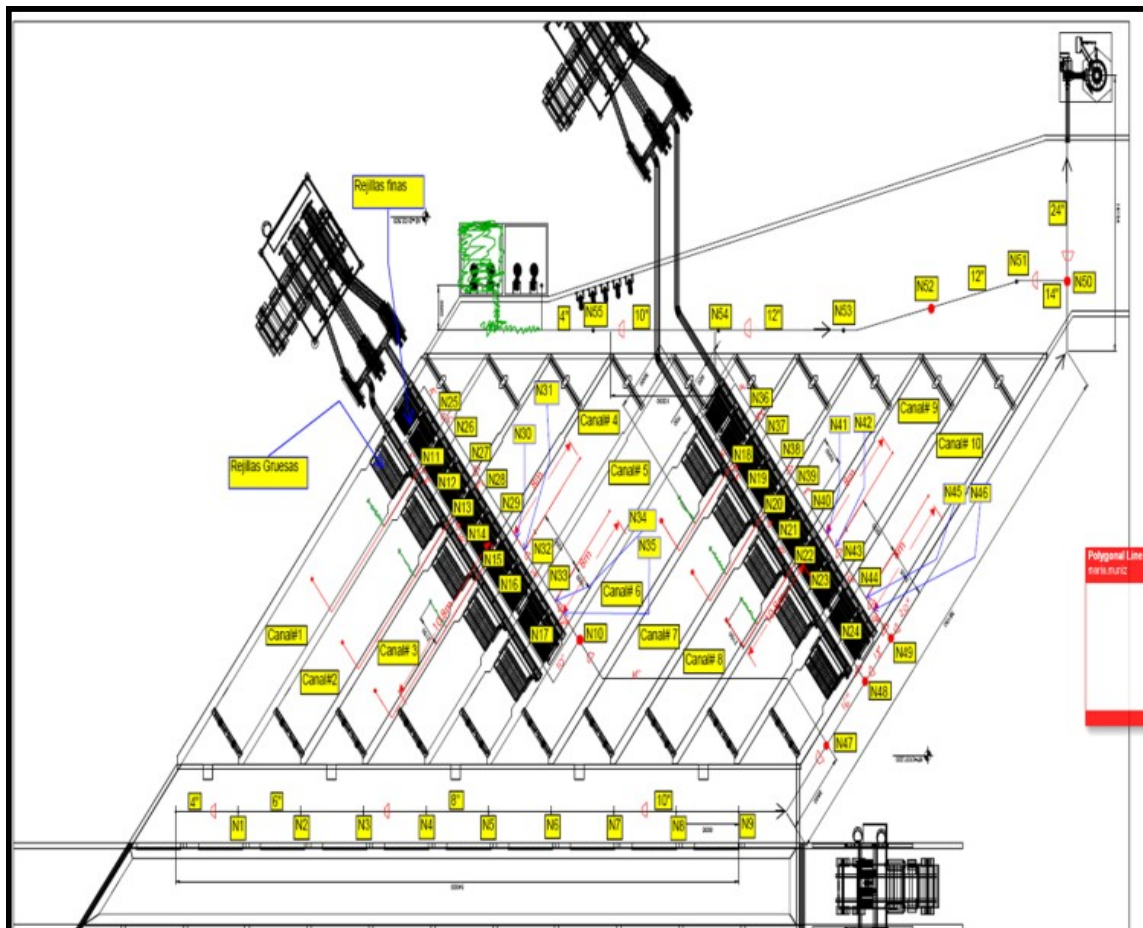 Rejillas finas
24"
N51
12"
N52
N50
14"
4"
N55
10"
N54
12"
N53
N31
N25
N36
N26
N30
Canal# 4
N37
N41
N42
Canal# 9
N11
N27
N18
N38
Canal# 10
Rejillas Gruesas
N12
N28
Canal# 5
N19
N39
N45
N46
N13
N29
N20
N40
N34
N14
N32
N21
N43
N35
N15
N22
N16
N33
N23
N44
8m
8m
Polygonal Line
maria.muniz
Canal# 6
N17
N10
N24
N49
Canal#1
Canal# 3
Canal# 7
Canal#2
Canal# 8
N48
N47
4"
6"
8"
10"
N1
N2
N3
N4
N5
N6
N7
N8
N9